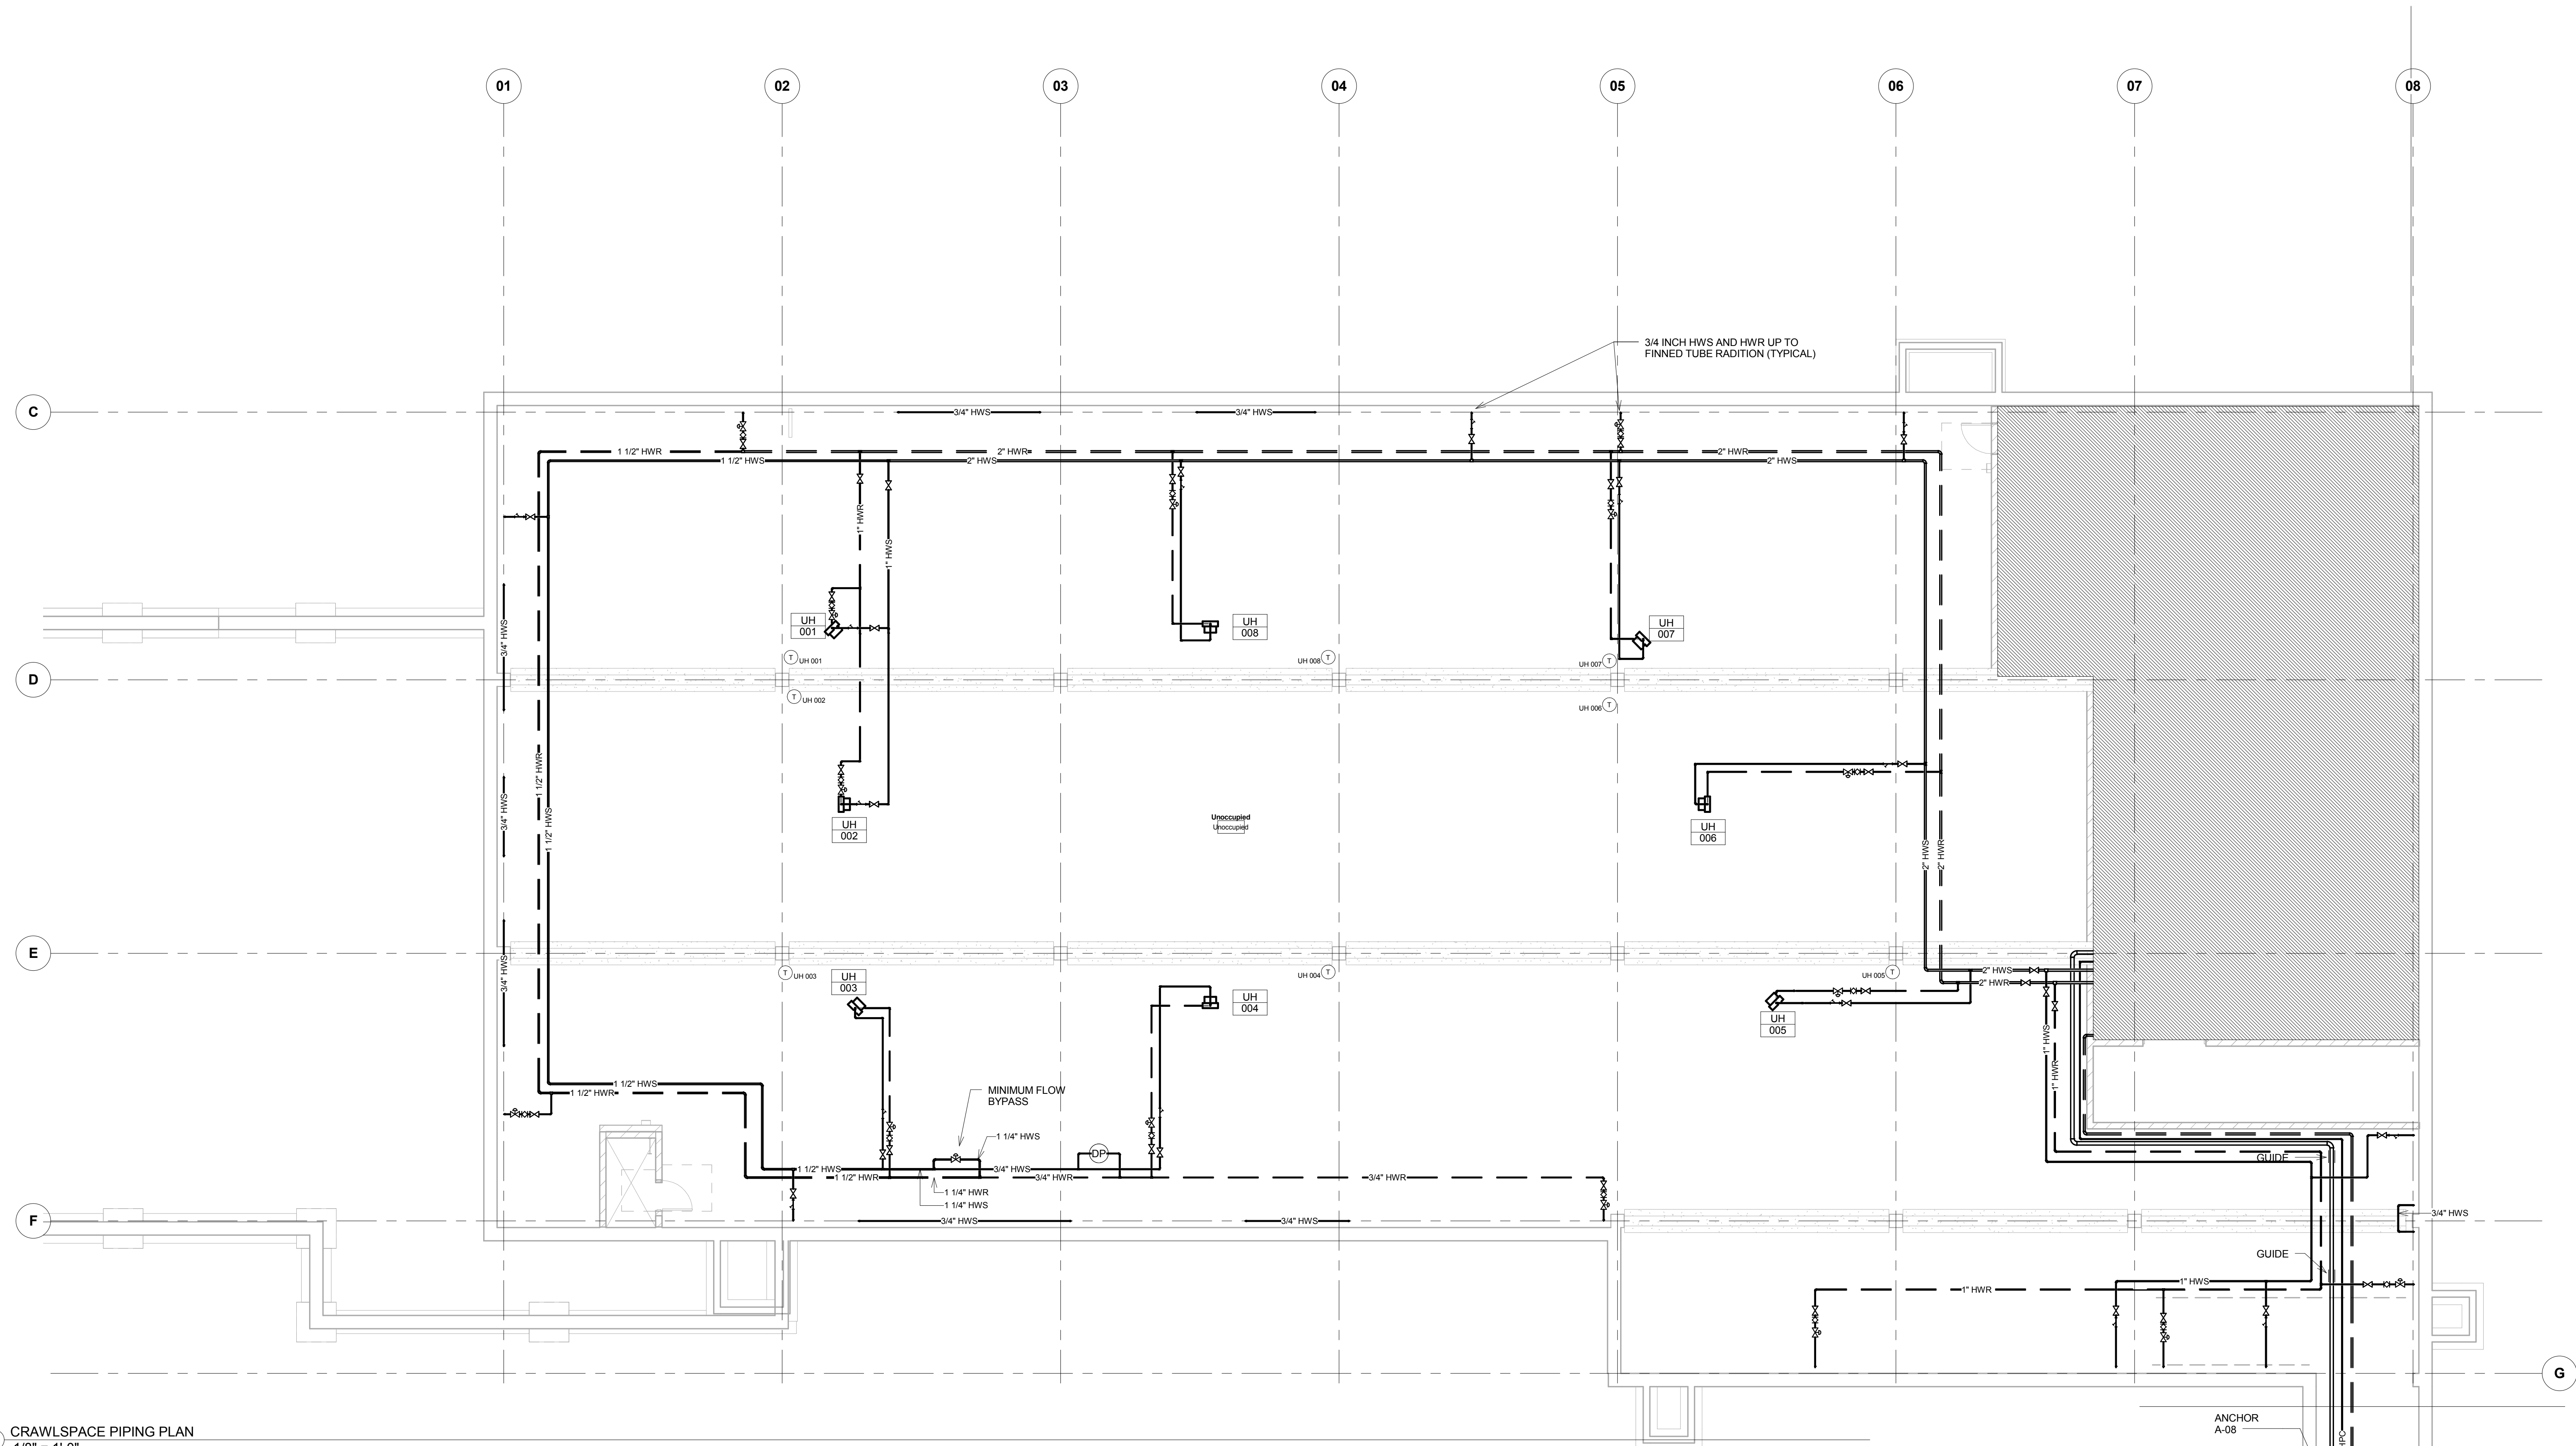 01
02
03
04
05
06
07
08
3/4 INCH HWS AND HWR UP TO
FINNED TUBE RADITION (TYPICAL)
C
3/4" HWS
3/4" HWS
1 1/2" HWR
2" HWR
2" HWR
1 1/2" HWS
2" HWS
2" HWS
1" HWR
1" HWS
UH
001
UH
008
UH
007
3/4" HWS
T
UH 001
UH 008
T
UH 007
T
D
T
UH 002
UH 006
T
1 1/2" HWR
3/4" HWS
1 1/2" HWS
UH
002
Unoccupied
Unoccupied
UH
006
2" HWS
2" HWR
E
3/4" HWS
T
UH 003
UH
003
UH 004
T
UH
004
UH 005
T
2" HWS
2" HWR
UH
005
1" HWS
1" HWR
1 1/2" HWS
1 1/2" HWR
MINIMUM FLOW
BYPASS
1 1/4" HWS
DP
1 1/2" HWS
3/4" HWS
1 1/2" HWR
3/4" HWR
3/4" HWR
1 1/4" HWR
1 1/4" HWS
GUIDE
F
3/4" HWS
3/4" HWS
3/4" HWS
GUIDE
1" HWS
1" HWR
G
ANCHOR
A-08
HPC
CRAWLSPACE PIPING PLAN